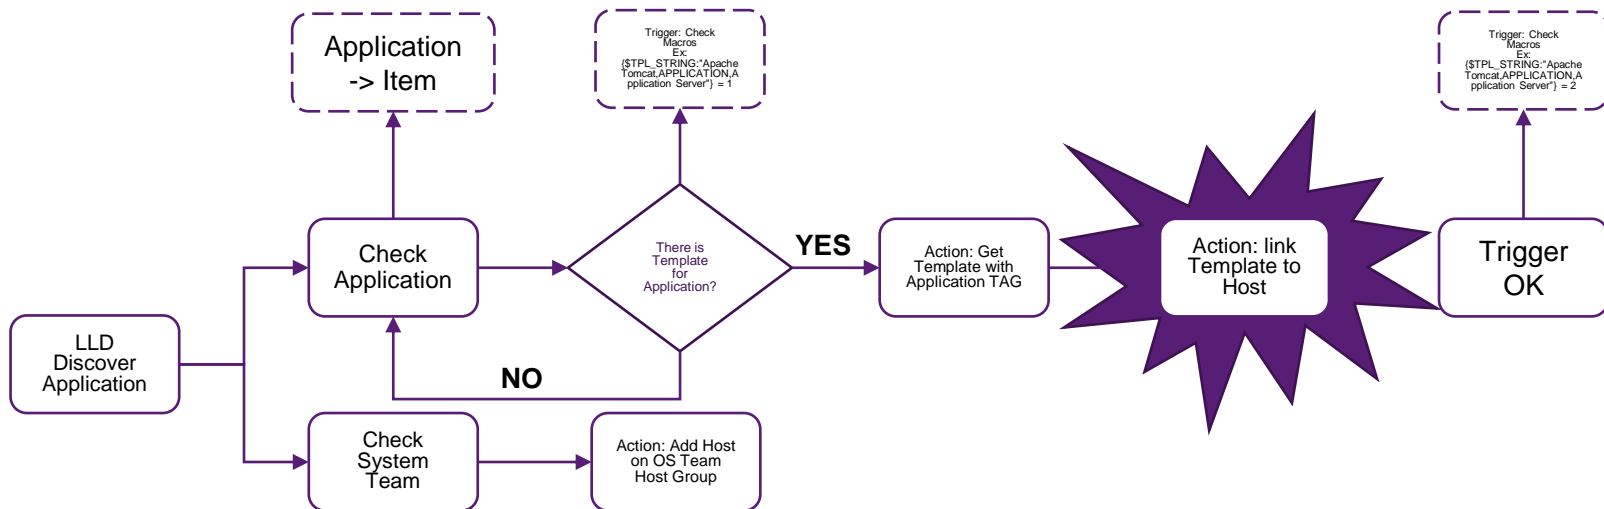 Application
-> Item
Trigger: Check
Macros
Ex:
{$TPL_STRING:"Apache
Tomcat,APPLICATION,A
pplication Server"} = 1
Trigger: Check
Macros
Ex:
{$TPL_STRING:"Apache
Tomcat,APPLICATION,A
pplication Server"} = 2
LLD
Discover
Application
Check
Application
There is
Template
for
Application?
YES
NO
Action: Get
Template with
Application TAG
Action: link
Template to
Host
Trigger
OK
Check
System
Team
Action: Add Host
on OS Team
Host Group